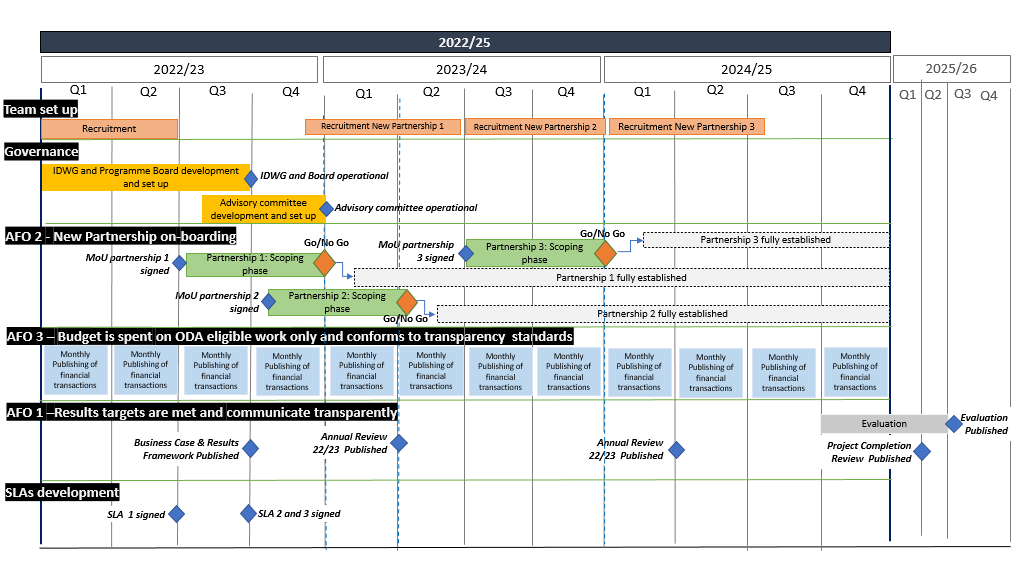 2022/25
2022/23
2023/24
2024/25
2025/26
Q1
Q2
Q3
Q4
Q1
Q2
Q3
Q4
Q1
Q2
Q3
Q4
Q1
Q2
Q3
Q4
Team set up
Recruitment
Recruitment New Partnership 1
Recruitment New Partnership 2
Recruitment New Partnership 3
Governance
IDWG and Programme Board development
and set up
IDWG and Board operational
Advisory committee
development and set up
Advisory committee operational
AFO 2 - New Partnership on-boarding
MoU partnership 1
signed
Partnership 1: Scoping
phase
Go/No Go
MoU partnership
3 signed
Partnership 3: Scoping
phase
Go/No Go
Partnership 3 fully established
Partnership 1 fully established
MoU partnership 2
signed
Partnership 2: Scoping
phase
Go/No Go
Partnership 2 fully established
AFO 3 – Budget is spent on ODA eligible work only and conforms to transparency standards
Monthly
Publishing of
financial
transactions
Monthly
Publishing of
financial
transactions
Monthly
Publishing of
financial
transactions
Monthly
Publishing of
financial
transactions
Monthly
Publishing of
financial
transactions
Monthly
Publishing of
financial
transactions
Monthly
Publishing of
financial
transactions
Monthly
Publishing of
financial
transactions
Monthly
Publishing of
financial
transactions
Monthly
Publishing of
financial
transactions
Monthly
Publishing of
financial
transactions
Monthly
Publishing of
financial
transactions
AFO 1 –Results targets are met and communicate transparently
Evaluation
Evaluation
Published
Business Case & Results
Framework Published
Annual Review
22/23 Published
Annual Review
22/23 Published
Project Completion
Review Published
SLAs development
SLA 1 signed
SLA 2 and 3 signed